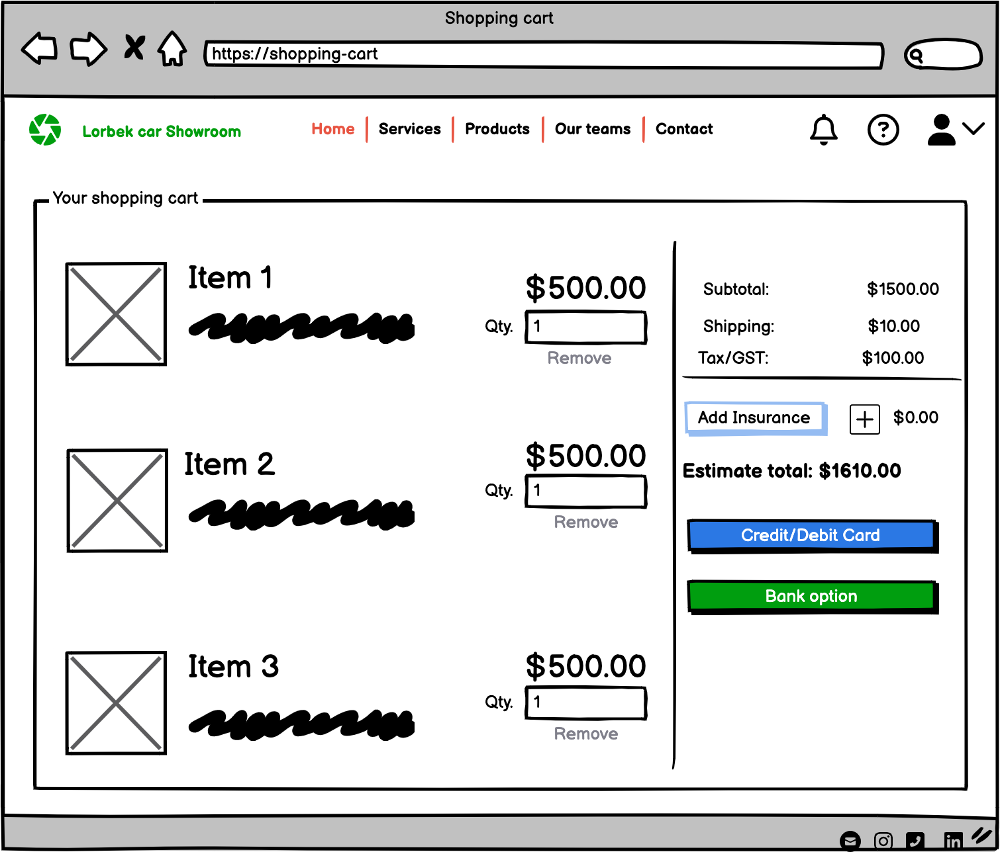 Shopping cart
https://shopping-cart
Lorbek car Showroom
Home Services Products Our teams Contact
Your shopping cart
Item 1
$500.00
Qty. 1
Remove
Item 2
$500.00
Qty. 1
Remove
Item 3
$500.00
Qty. 1
Remove
Subtotal: $1500.00
Shipping: $10.00
Tax/GST: $100.00
Add Insurance $0.00
Estimate total: $1610.00
Credit/Debit Card
Bank option